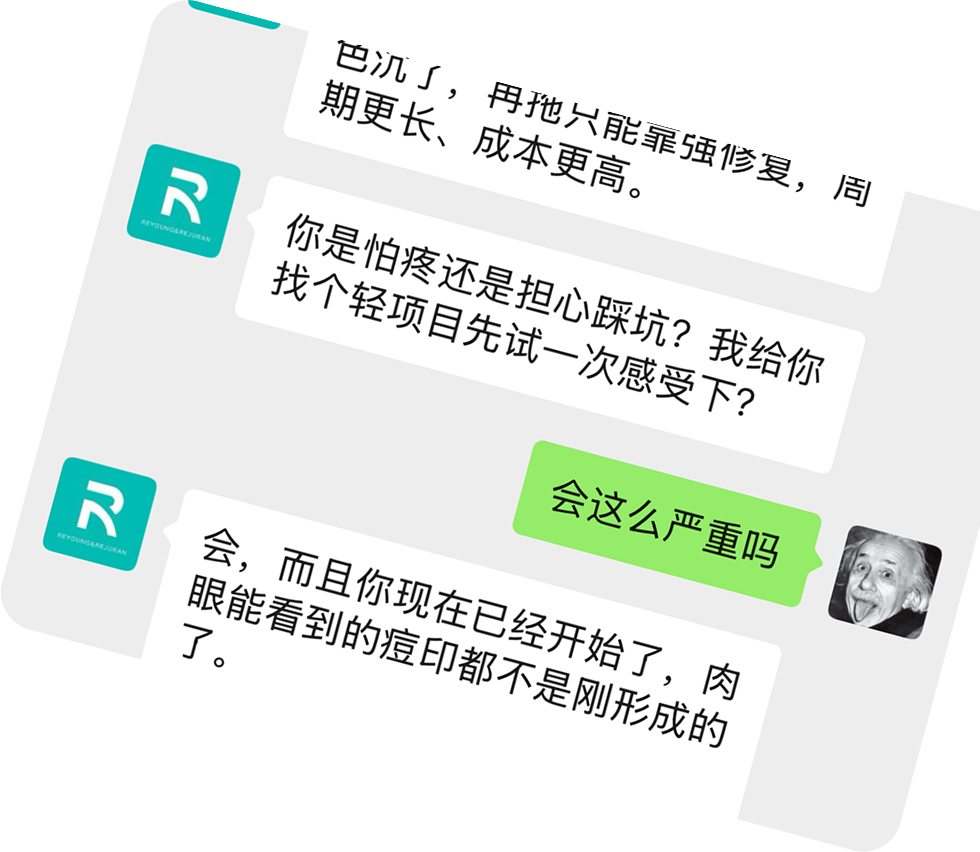 色沉了，再拖只能靠强修复，周
期更长、成本更高。
REYOUNG&REJURAN
你是怕疼还是担心踩坑？我给你
找个轻项目先试一次感受下？
会这么严重吗
REYOUNG&REJURAN
会，而且你现在已经开始了，肉
眼能看到的痘印都不是刚形成的
了。